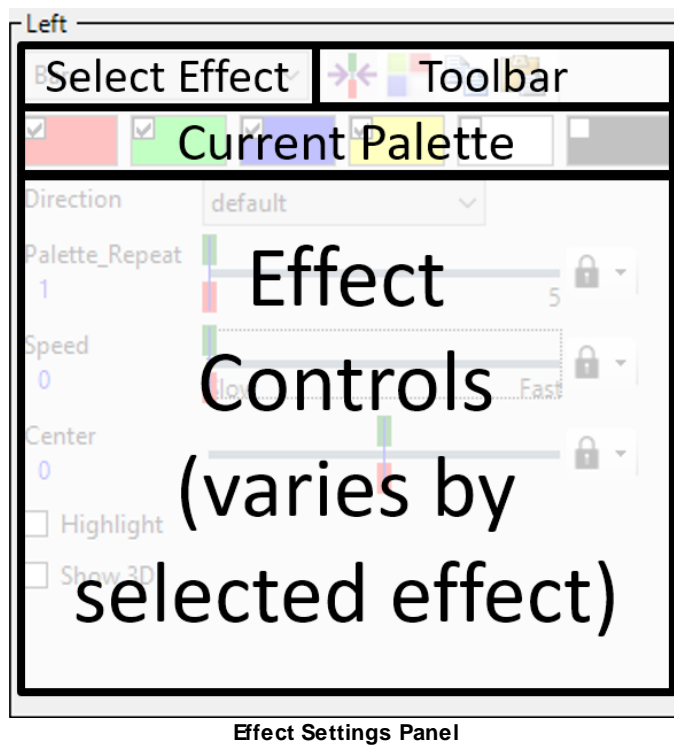 Left
Select Effect
Toolbar
Current Palette
Direction
default
Palette_Repeat
1
5
Speed
0
Slow
Fast
Center
0
Highlight
Show 3D
Effect
Controls
(varies by
selected effect)
Effect Settings Panel